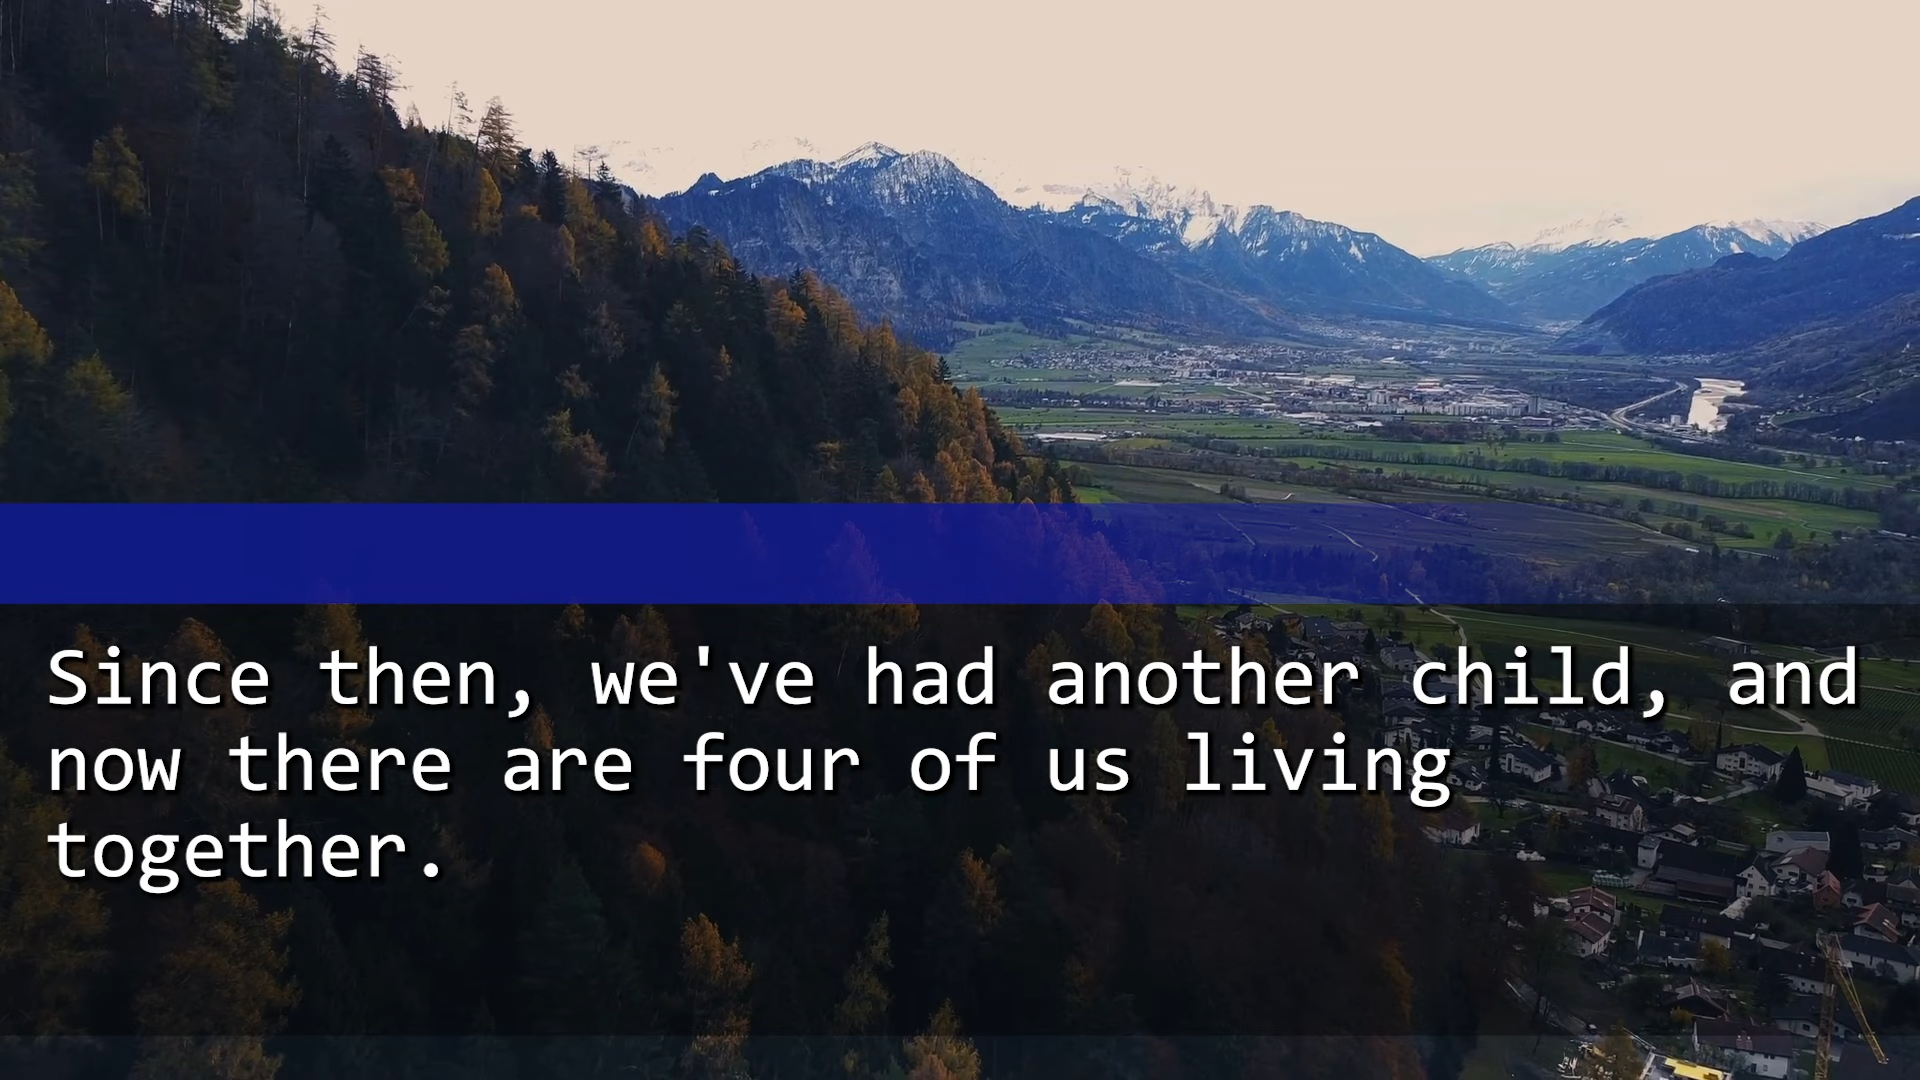 Since then, we've had another child, and
now there are four of us living
together.